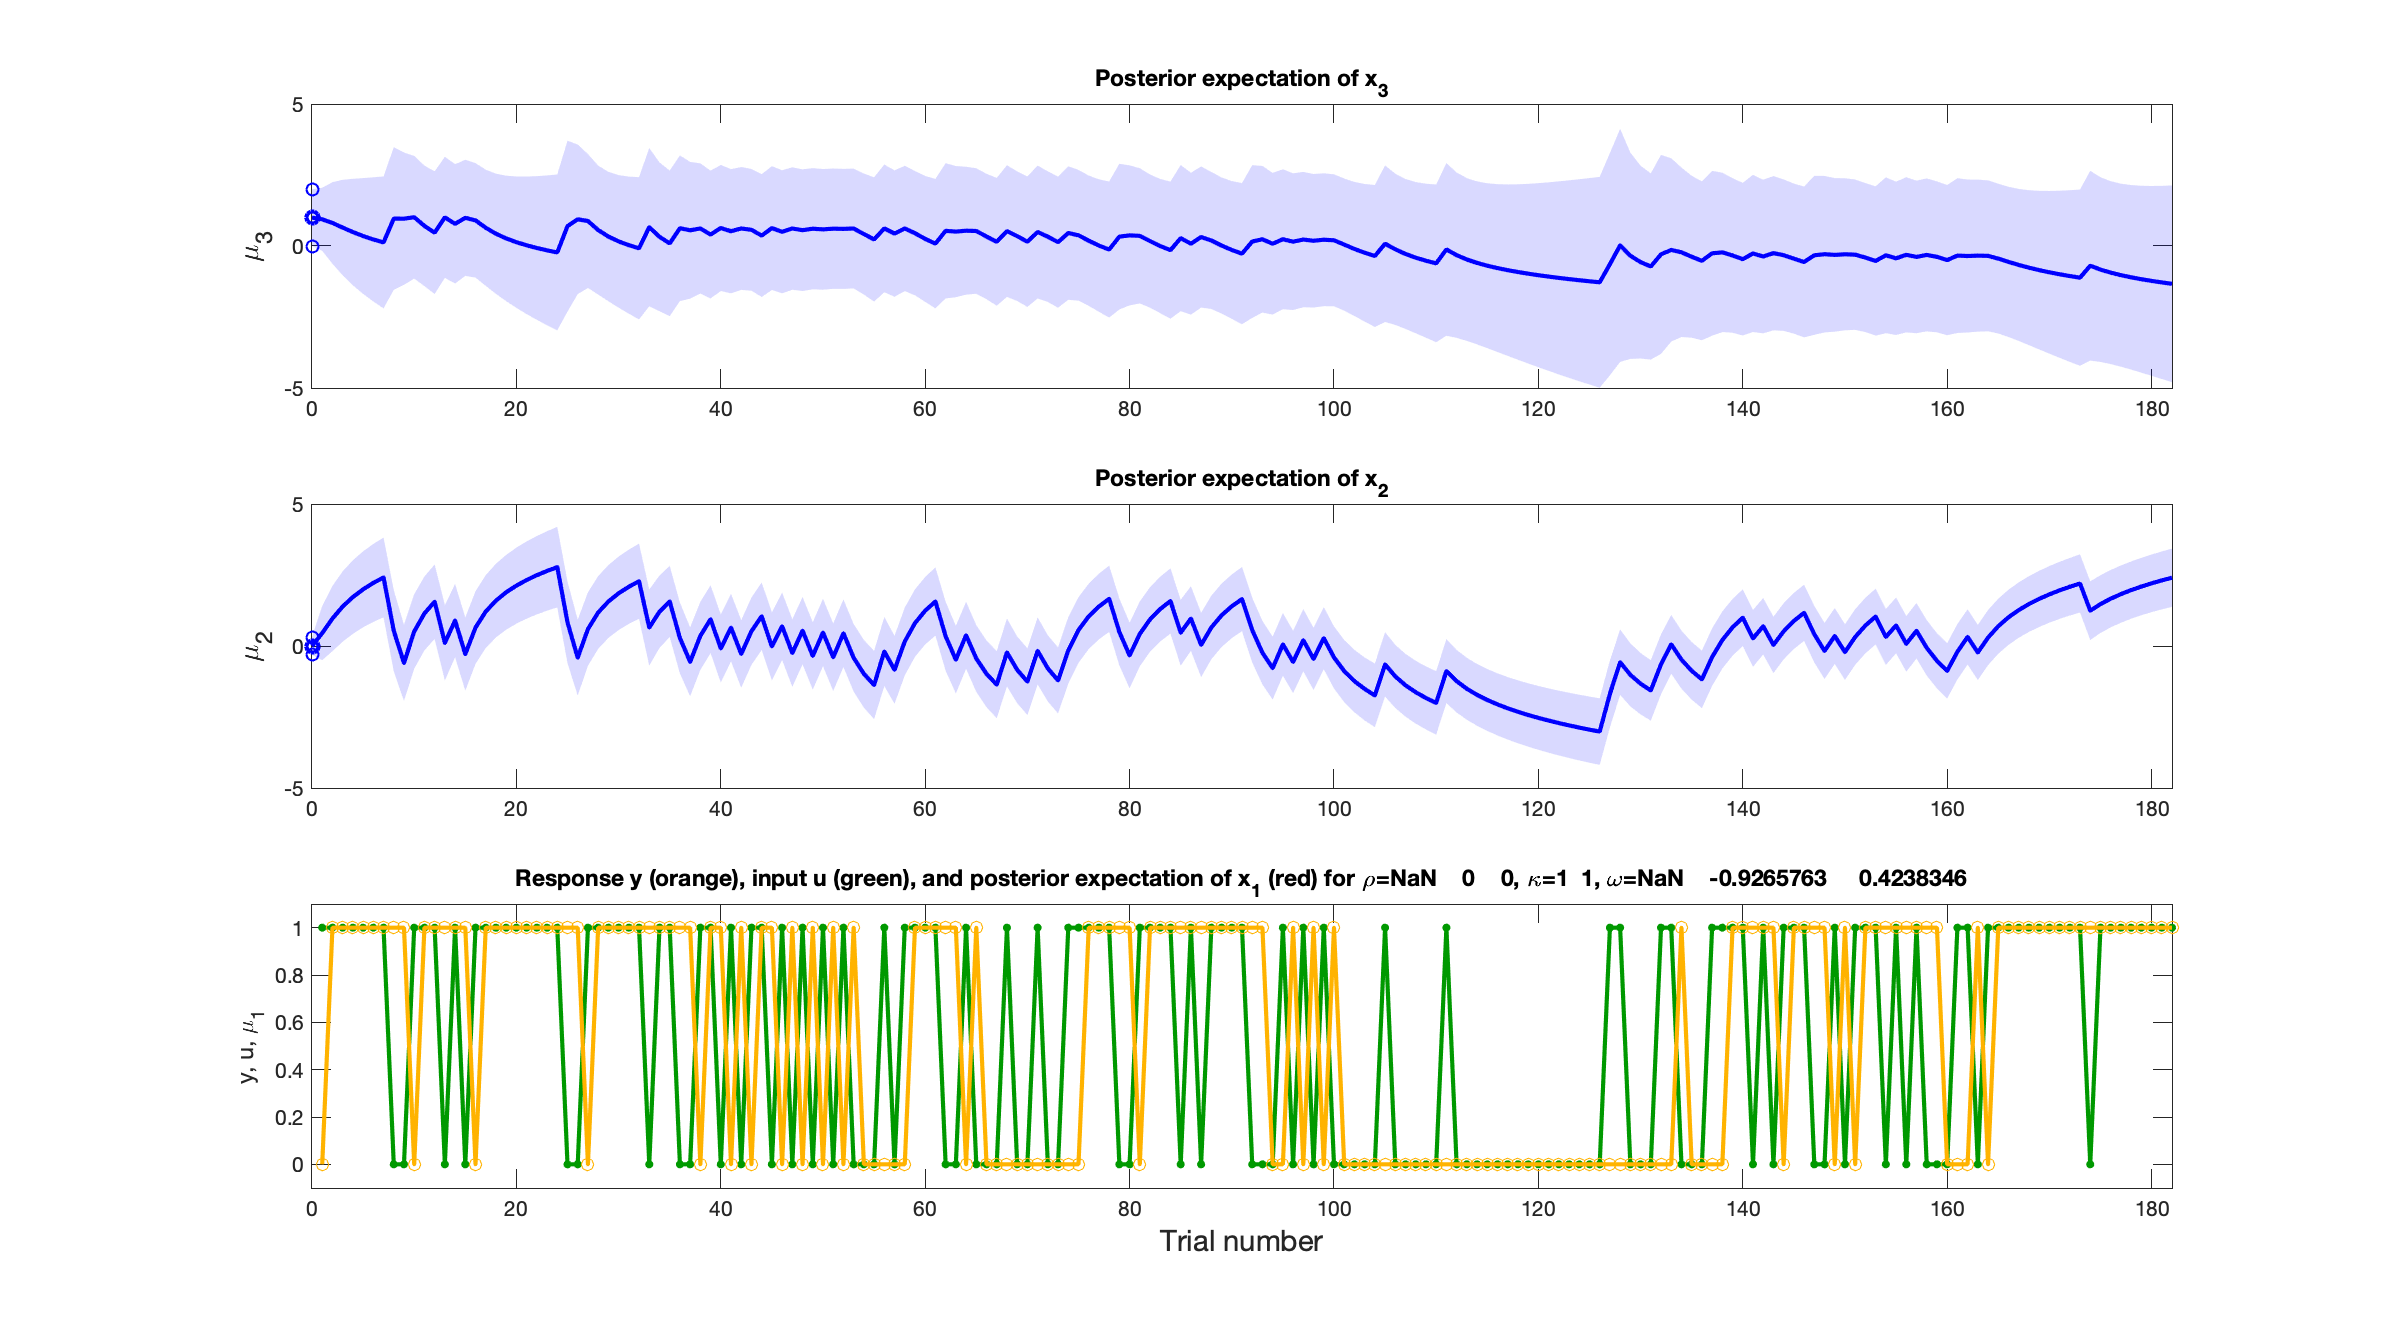 Posterior expectation of x3
5
0
-5
μ3
0 20 40 60 80 100 120 140 160 180
Posterior expectation of x2
5
0
-5
μ2
0 20 40 60 80 100 120 140 160 180
Response y (orange), input u (green), and posterior expectation of x1 (red) for ρ=NaN 0 0, κ=1 1, ω=NaN -0.9265763 0.4238346
1
0.8
0.6
0.4
0.2
0
y, u, μ1
0 20 40 60 80 100 120 140 160 180
Trial number